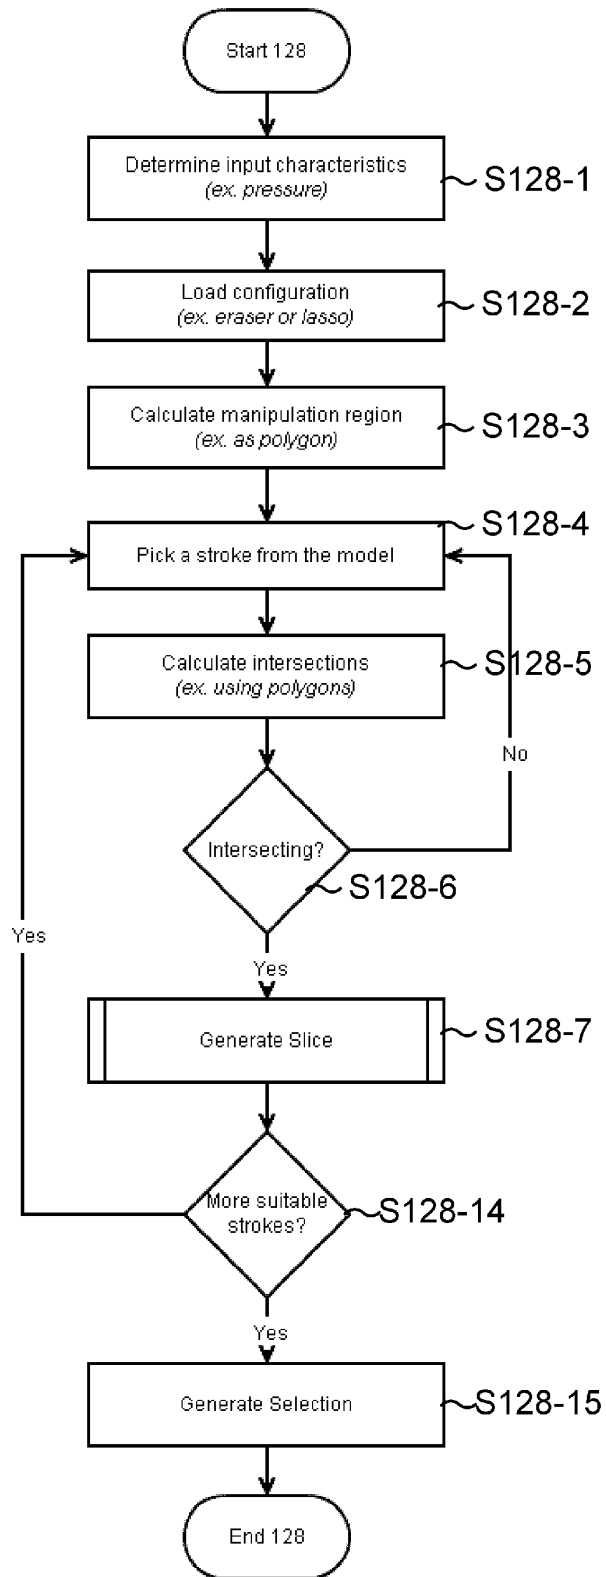 Start 128
Determine input characteristics
(ex. pressure)
S128-1
Load configuration
(ex. eraser or lasso)
S128-2
Calculate manipulation region
(ex. as polygon)
S128-3
S128-4
Pick a stroke from the model
Calculate intersections
(ex. using polygons)
S128-5
No
Intersecting?
S128-6
Yes
Yes
Generate Slice
S128-7
More suitable
strokes?
S128-14
Yes
Generate Selection
S128-15
End 128